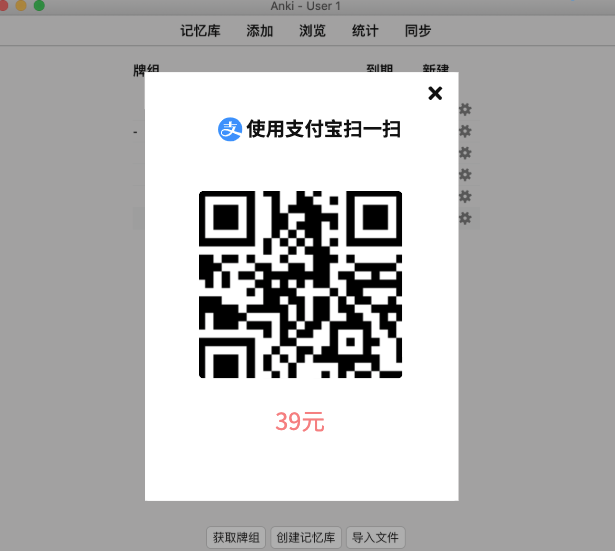 Anki - User 1
记忆库 添加 浏览 统计 同步
牌组 到期 新建
使用支付宝扫一扫
39元
获取牌组 创建记忆库 导入文件